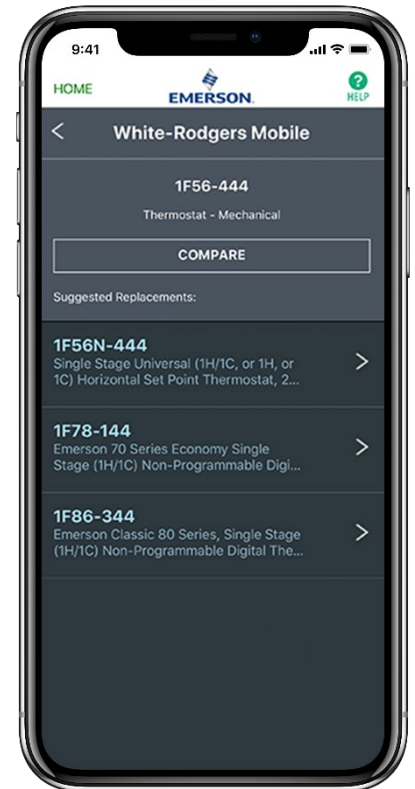 9:41
HOME
EMERSON.
?
HELP
White-Rodgers Mobile
1F56-444
Thermostat - Mechanical
COMPARE
Suggested Replacements:
1F56N-444
Single Stage Universal (1H/1C, or 1H, or
1C) Horizontal Set Point Thermostat, 2...
1F78-144
Emerson 70 Series Economy Single
Stage (1H/1C) Non-Programmable Digi...
1F86-344
Emerson Classic 80 Series, Single Stage
(1H/1C) Non-Programmable Digital The...